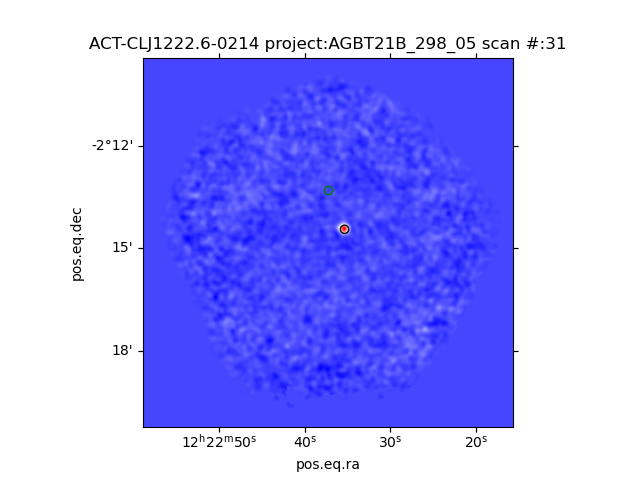 ACT-CLJ1222.6-0214 project:AGBT21B_298_05 scan #:31
-2°12'
15'
18'
pos.eq.dec
12ʰ22ᵐ50ˢ 40ˢ 30ˢ 20ˢ
pos.eq.ra